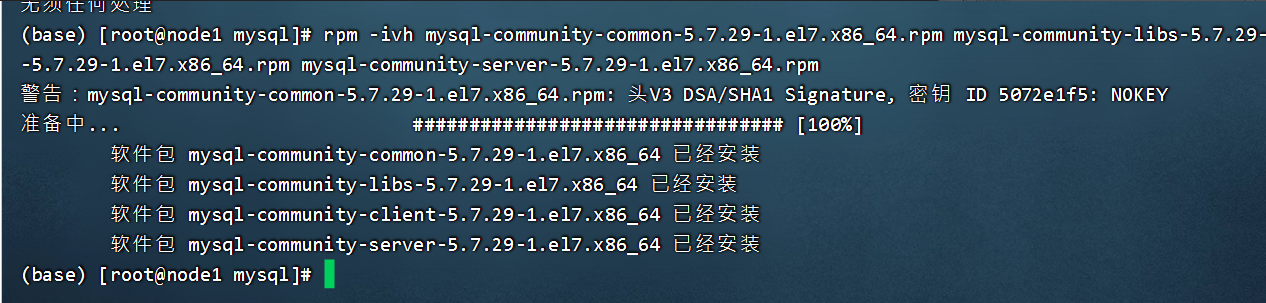 无须任何处理
(base) [root@node1 mysql]# rpm -ivh mysql-community-common-5.7.29-1.el7.x86_64.rpm mysql-community-libs-5.7.29-
-5.7.29-1.el7.x86_64.rpm mysql-community-server-5.7.29-1.el7.x86_64.rpm
警告：mysql-community-common-5.7.29-1.el7.x86_64.rpm: 头V3 DSA/SHA1 Signature, 密钥 ID 5072e1f5: NOKEY
准备中... ################################# [100%]
软件包 mysql-community-common-5.7.29-1.el7.x86_64 已经安装
软件包 mysql-community-libs-5.7.29-1.el7.x86_64 已经安装
软件包 mysql-community-client-5.7.29-1.el7.x86_64 已经安装
软件包 mysql-community-server-5.7.29-1.el7.x86_64 已经安装
(base) [root@node1 mysql]#